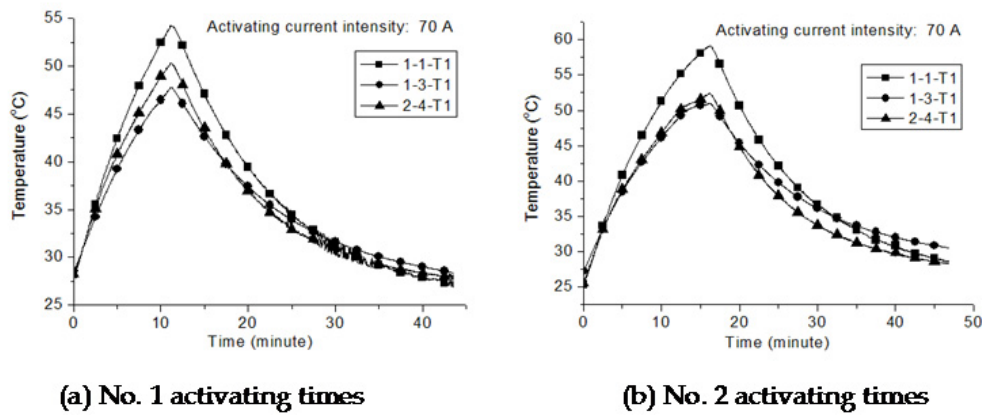 Activating current intensity: 70 A
1-1-T1
1-3-T1
2-4-T1
Temperature (°C)
55
50
45
40
35
30
25
0
10
20
30
40
Time (minute)
(a) No. 1 activating times
Activating current intensity: 70 A
1-1-T1
1-3-T1
2-4-T1
Temperature (°C)
60
55
50
45
40
35
30
25
0
10
20
30
40
50
Time (minute)
(b) No. 2 activating times